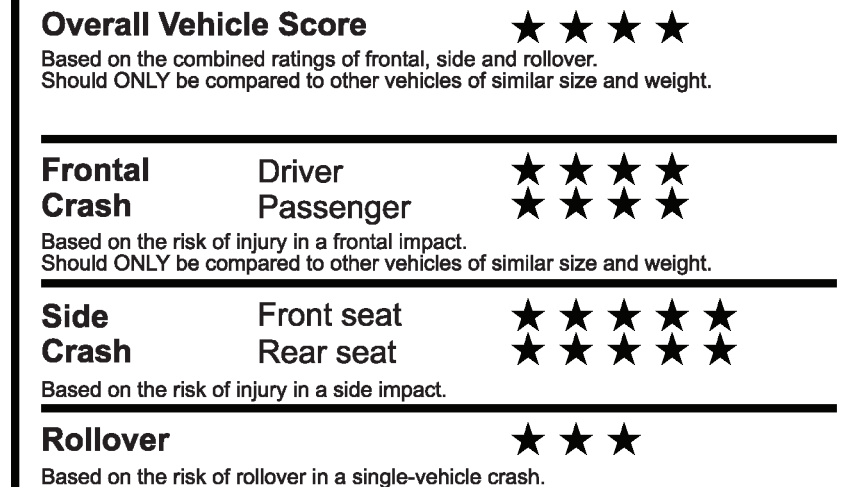 Overall Vehicle Score ★ ★ ★ ★
Based on the combined ratings of frontal, side and rollover.
Should ONLY be compared to other vehicles of similar size and weight.
Frontal Driver ★ ★ ★ ★
Crash Passenger ★ ★ ★ ★
Based on the risk of injury in a frontal impact.
Should ONLY be compared to other vehicles of similar size and weight.
Side Front seat ★ ★ ★ ★ ★
Crash Rear seat ★ ★ ★ ★ ★
Based on the risk of injury in a side impact.
Rollover ★ ★ ★
Based on the risk of rollover in a single-vehicle crash.